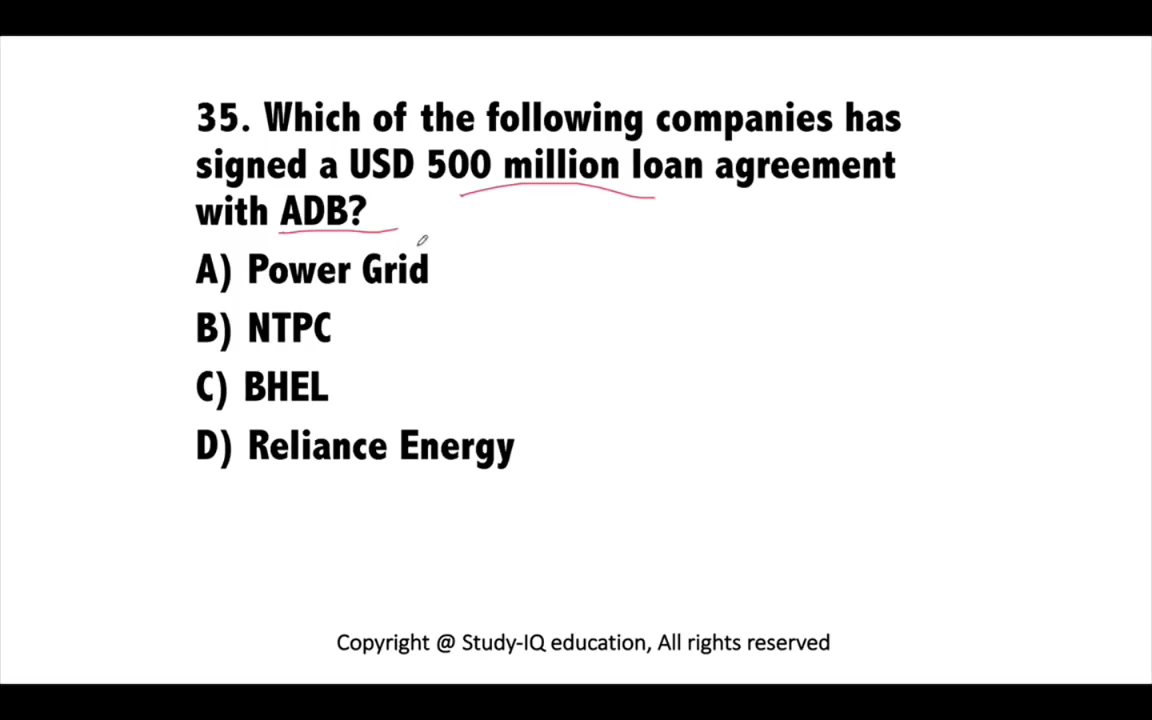 35. Which of the following companies has
signed a USD 500 million loan agreement
with ADB?
A) Power Grid
B) NTPC
C) BHEL
D) Reliance Energy
Copyright @ Study-IQ education, All rights reserved